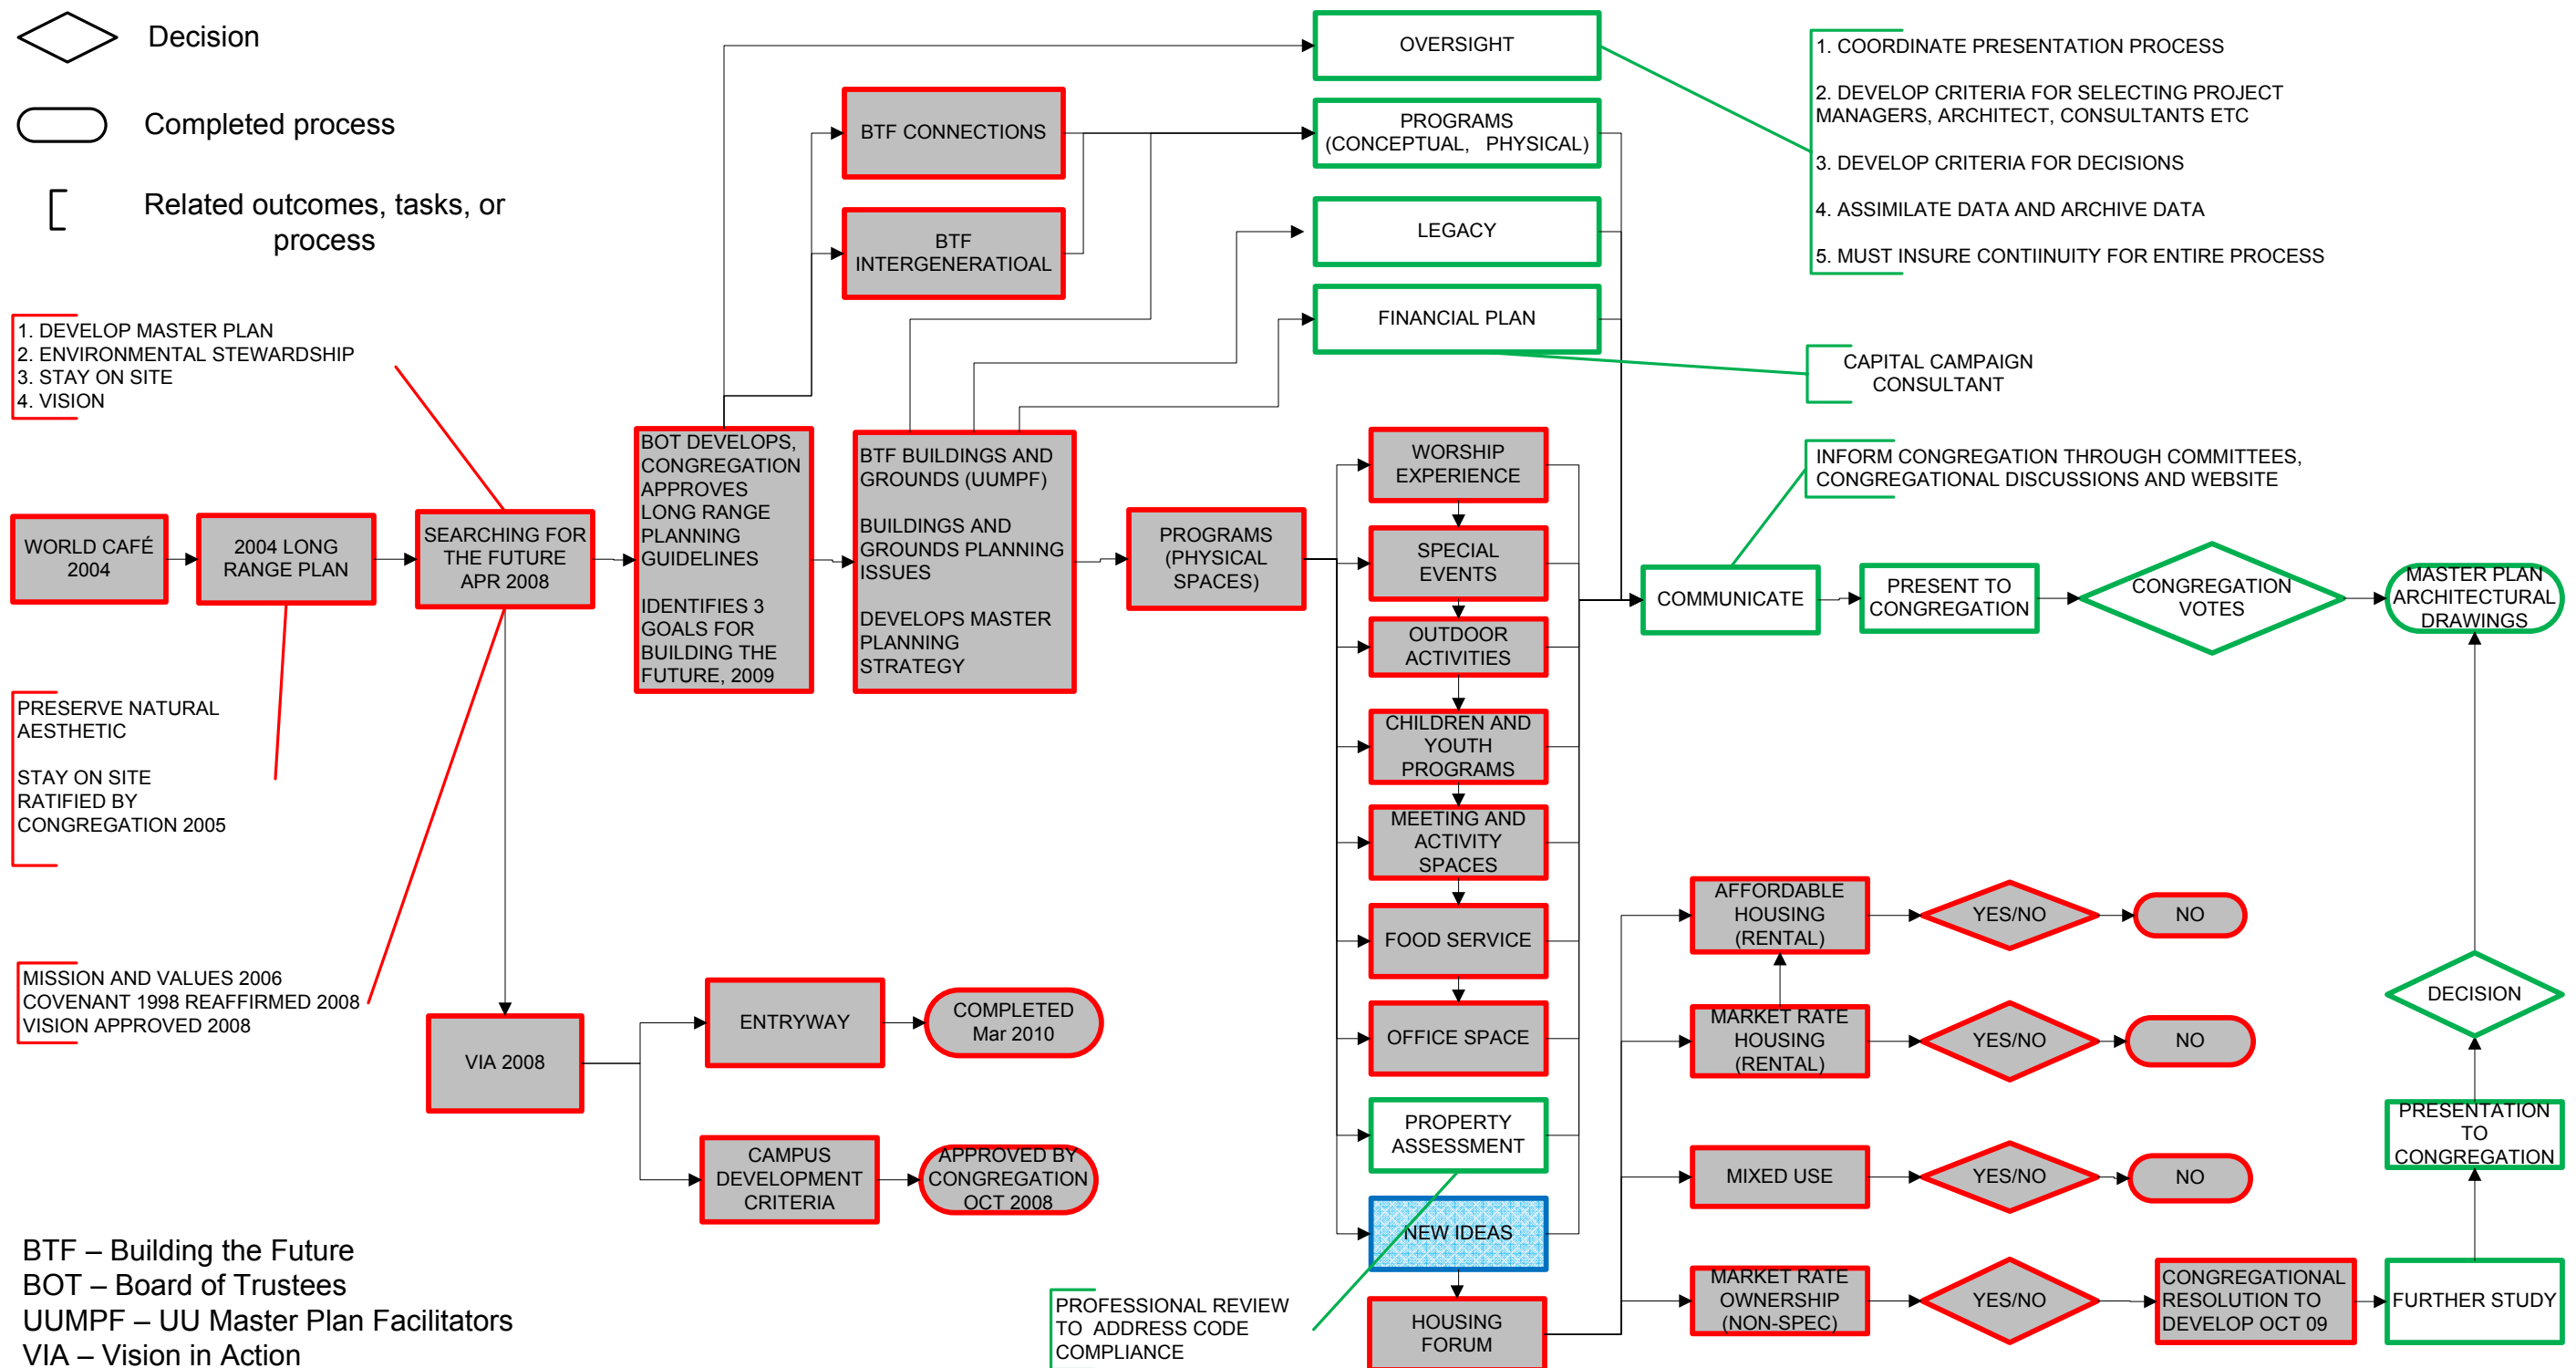 Decision
Completed process
Related outcomes, tasks, or
process
1. DEVELOP MASTER PLAN
2. ENVIRONMENTAL STEWARDSHIP
3. STAY ON SITE
4. VISION
WORLD CAFÉ
2004
2004 LONG
RANGE PLAN
SEARCHING FOR
THE FUTURE
APR 2008
PRESERVE NATURAL
AESTHETIC
STAY ON SITE
RATIFIED BY
CONGREGATION 2005
MISSION AND VALUES 2006
COVENANT 1998 REAFFIRMED 2008
VISION APPROVED 2008
BOT DEVELOPS,
CONGREGATION
APPROVES
LONG RANGE
PLANNING
GUIDELINES
IDENTIFIES 3
GOALS FOR
BUILDING THE
FUTURE, 2009
VIA 2008
ENTRYWAY
COMPLETED
Mar 2010
CAMPUS
DEVELOPMENT
CRITERIA
APPROVED BY
CONGREGATION
OCT 2008
BTF CONNECTIONS
BTF
INTERGENERATIOAL
BTF BUILDINGS AND
GROUNDS (UUMPF)
BUILDINGS AND
GROUNDS PLANNING
ISSUES
DEVELOPS MASTER
PLANNING
STRATEGY
PROGRAMS
(PHYSICAL
SPACES)
OVERSIGHT
PROGRAMS
(CONCEPTUAL, PHYSICAL)
LEGACY
FINANCIAL PLAN
1. COORDINATE PRESENTATION PROCESS
2. DEVELOP CRITERIA FOR SELECTING PROJECT
MANAGERS, ARCHITECT, CONSULTANTS ETC
3. DEVELOP CRITERIA FOR DECISIONS
4. ASSIMILATE DATA AND ARCHIVE DATA
5. MUST INSURE CONTIINUITY FOR ENTIRE PROCESS
CAPITAL CAMPAIGN
CONSULTANT
INFORM CONGREGATION THROUGH COMMITTEES,
CONGREGATIONAL DISCUSSIONS AND WEBSITE
WORSHIP
EXPERIENCE
SPECIAL
EVENTS
OUTDOOR
ACTIVITIES
CHILDREN AND
YOUTH
PROGRAMS
MEETING AND
ACTIVITY
SPACES
FOOD SERVICE
OFFICE SPACE
PROPERTY
ASSESSMENT
NEW IDEAS
HOUSING
FORUM
PROFESSIONAL REVIEW
TO ADDRESS CODE
COMPLIANCE
COMMUNICATE
PRESENT TO
CONGREGATION
CONGREGATION
VOTES
MASTER PLAN
ARCHITECTURAL
DRAWINGS
AFFORDABLE
HOUSING
(RENTAL)
YES/NO
NO
MARKET RATE
HOUSING
(RENTAL)
YES/NO
NO
MIXED USE
YES/NO
NO
MARKET RATE
OWNERSHIP
(NON-SPEC)
YES/NO
CONGREGATIONAL
RESOLUTION TO
DEVELOP OCT 09
FURTHER STUDY
PRESENTATION
TO
CONGREGATION
DECISION
BTF – Building the Future
BOT – Board of Trustees
UUMPF – UU Master Plan Facilitators
VIA – Vision in Action